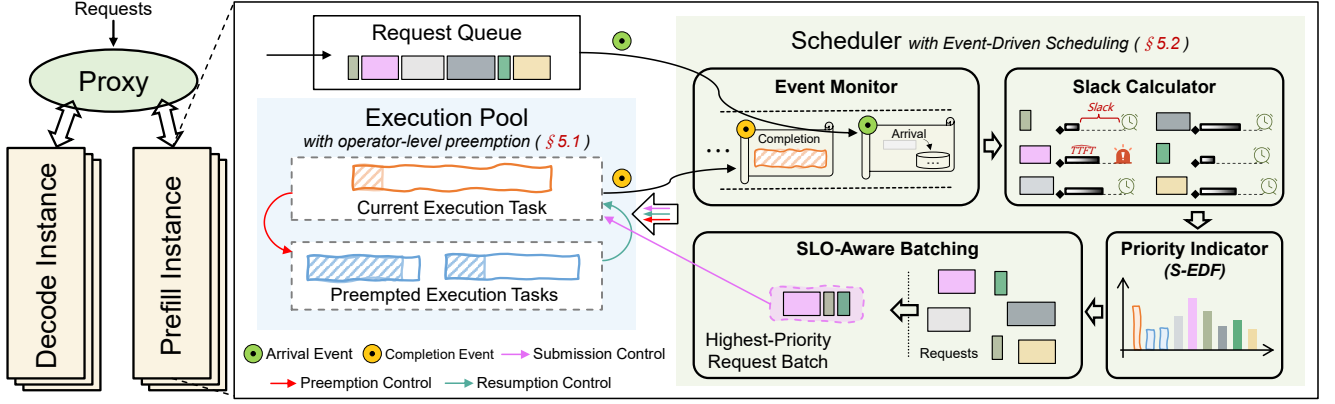 Requests
Proxy
Decode Instance
Prefill Instance
Request Queue
Execution Pool
with operator-level preemption ( § 5.1 )
Current Execution Task
Preempted Execution Tasks
Arrival Event
Completion Event
Submission Control
Preemption Control
Resumption Control
Scheduler with Event-Driven Scheduling ( § 5.2 )
Event Monitor
Completion
Arrival
Slack Calculator
Slack
TTFT
SLO-Aware Batching
Highest-Priority
Request Batch
Requests
Priority Indicator
(S-EDF)